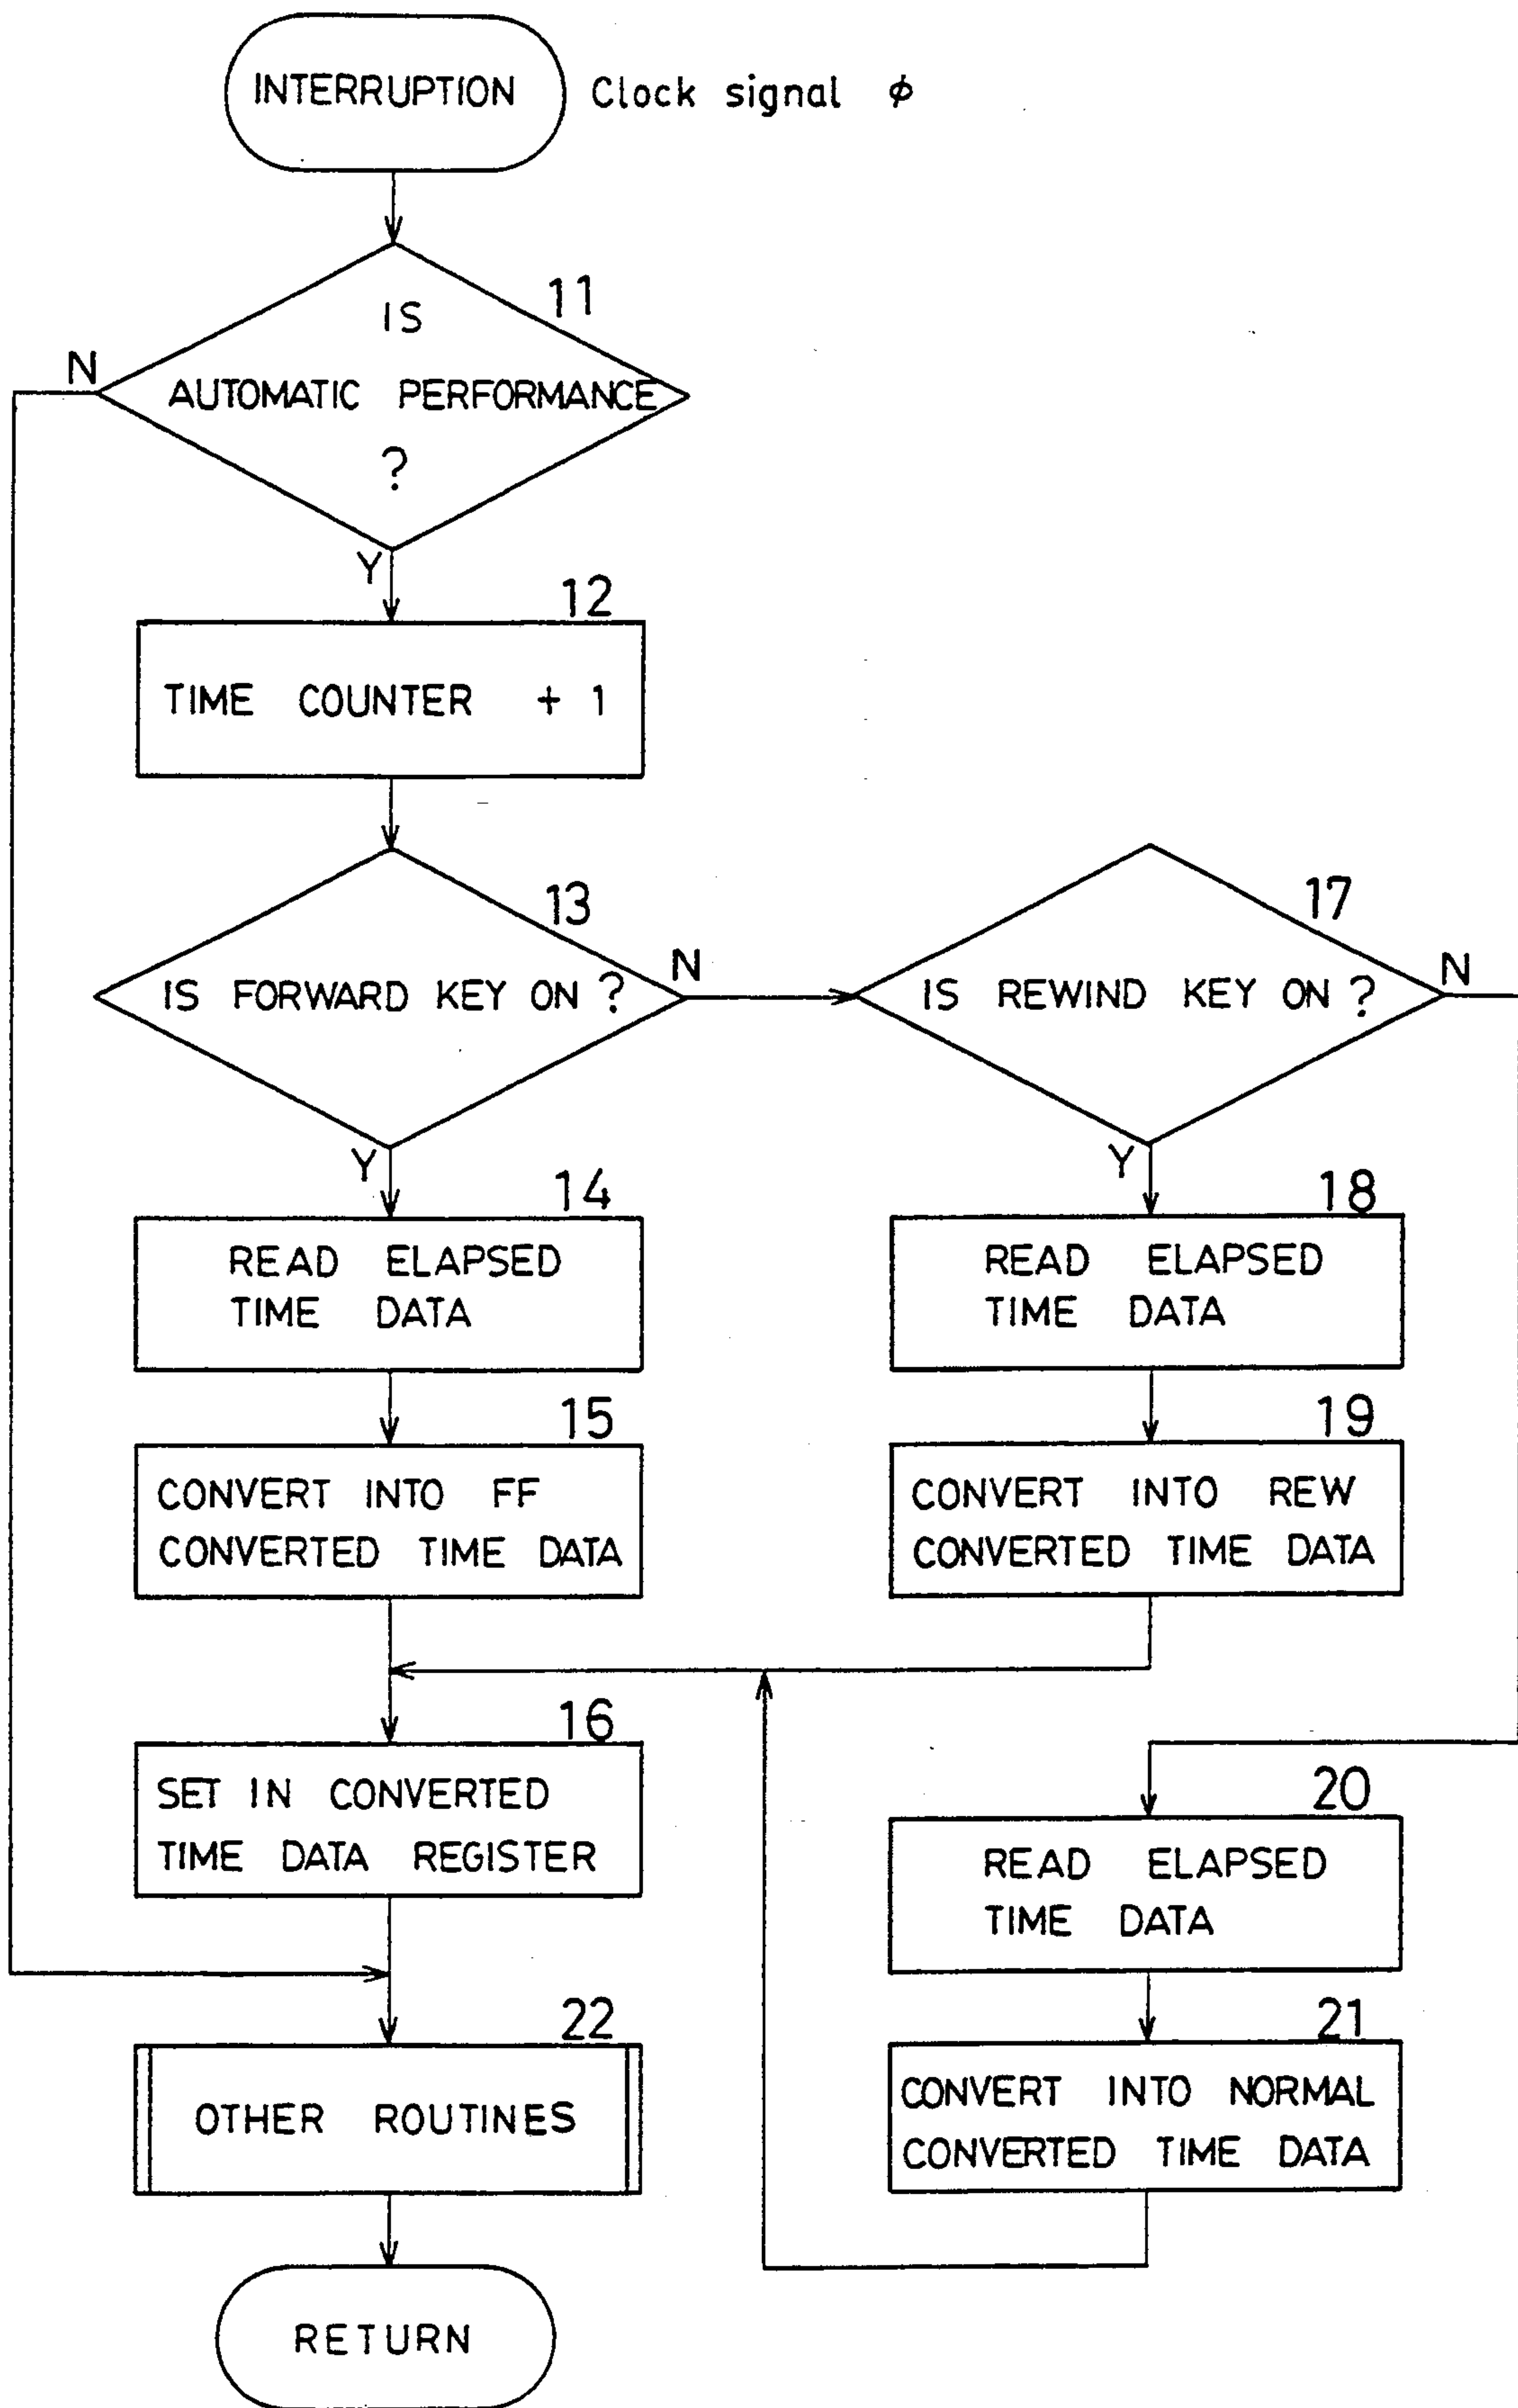 INTERRUPTION Clock signal φ
11
IS
N
AUTOMATIC PERFORMANCE
?
Y
12
TIME COUNTER + 1
13
N
IS FORWARD KEY ON ?
Y
17
N
IS REWIND KEY ON ?
Y
14
READ ELAPSED
TIME DATA
18
READ ELAPSED
TIME DATA
15
CONVERT INTO FF
CONVERTED TIME DATA
19
CONVERT INTO REW
CONVERTED TIME DATA
16
SET IN CONVERTED
TIME DATA REGISTER
20
READ ELAPSED
TIME DATA
22
OTHER ROUTINES
21
CONVERT INTO NORMAL
CONVERTED TIME DATA
RETURN